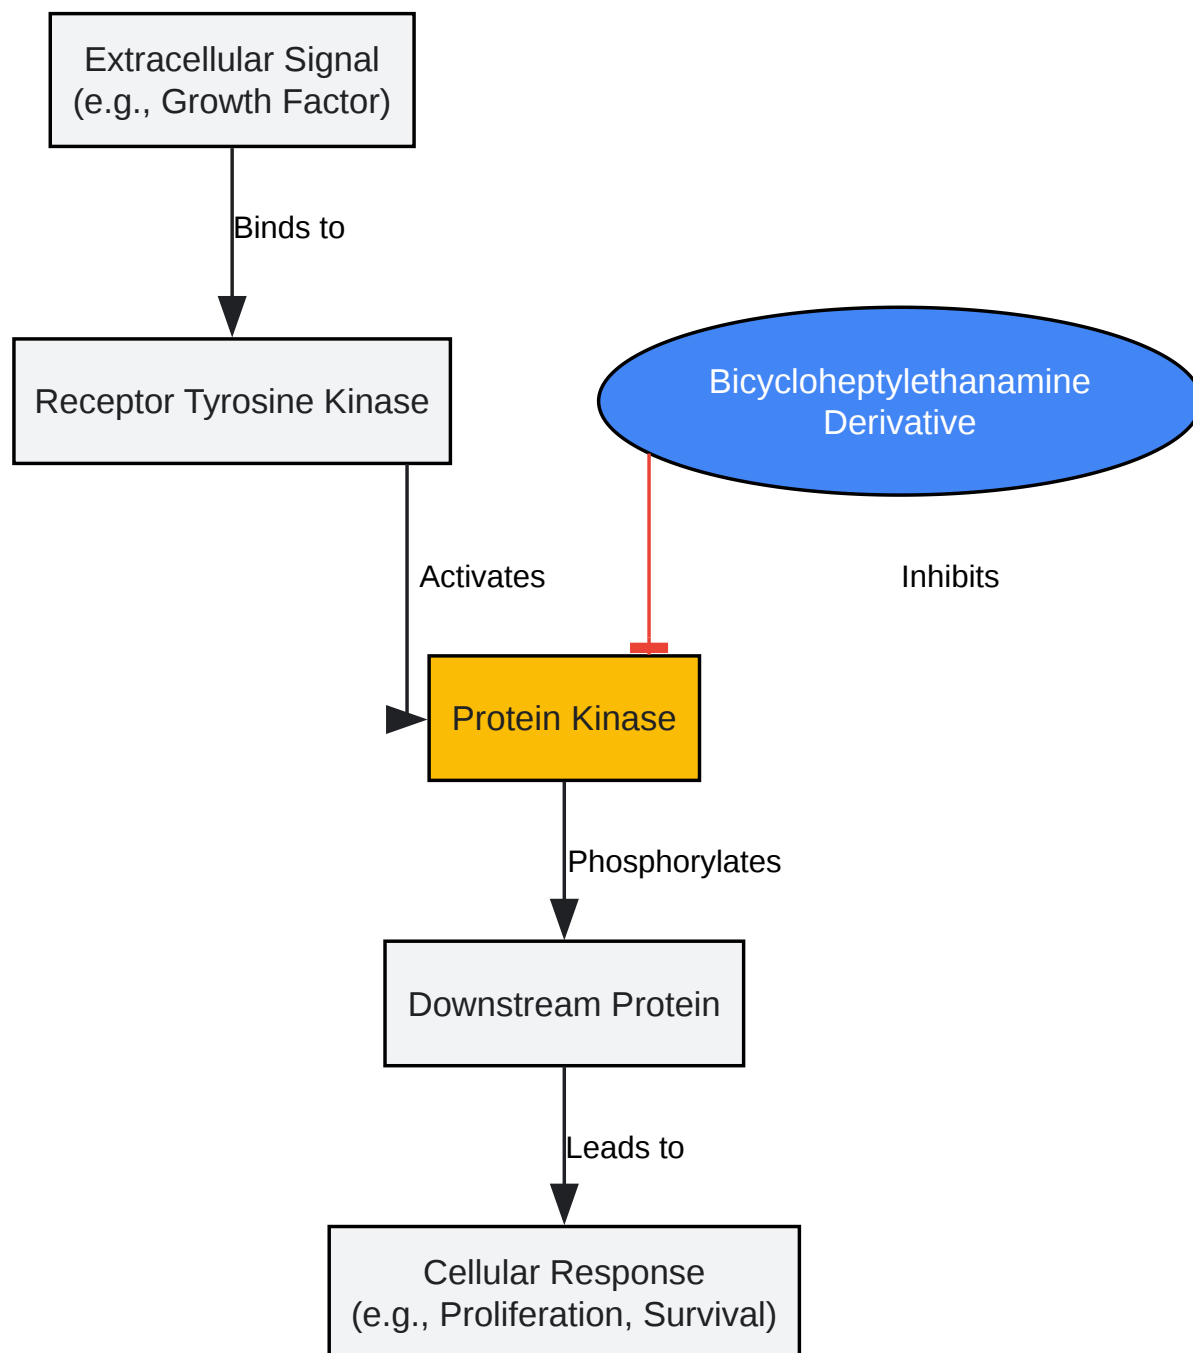 Extracellular Signal
(e.g., Growth Factor)
Binds to
Receptor Tyrosine Kinase
Bicycloheptylethanamine
Derivative
Activates
Inhibits
Protein Kinase
Phosphorylates
Downstream Protein
Leads to
Cellular Response
(e.g., Proliferation, Survival)